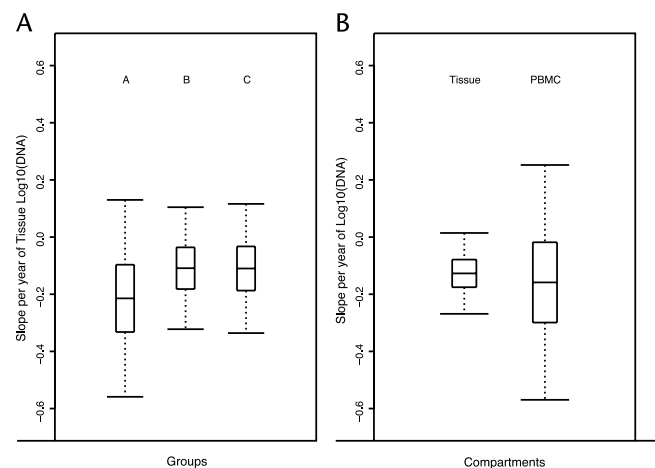 A
B
Slope per year of Tissue Log10(DNA)
0.6
0.4
0.2
0.0
−0.2
−0.4
−0.6
A B C
Groups
Slope per year of Log10(DNA)
0.6
0.4
0.2
0.0
−0.2
−0.4
−0.6
Tissue PBMC
Compartments